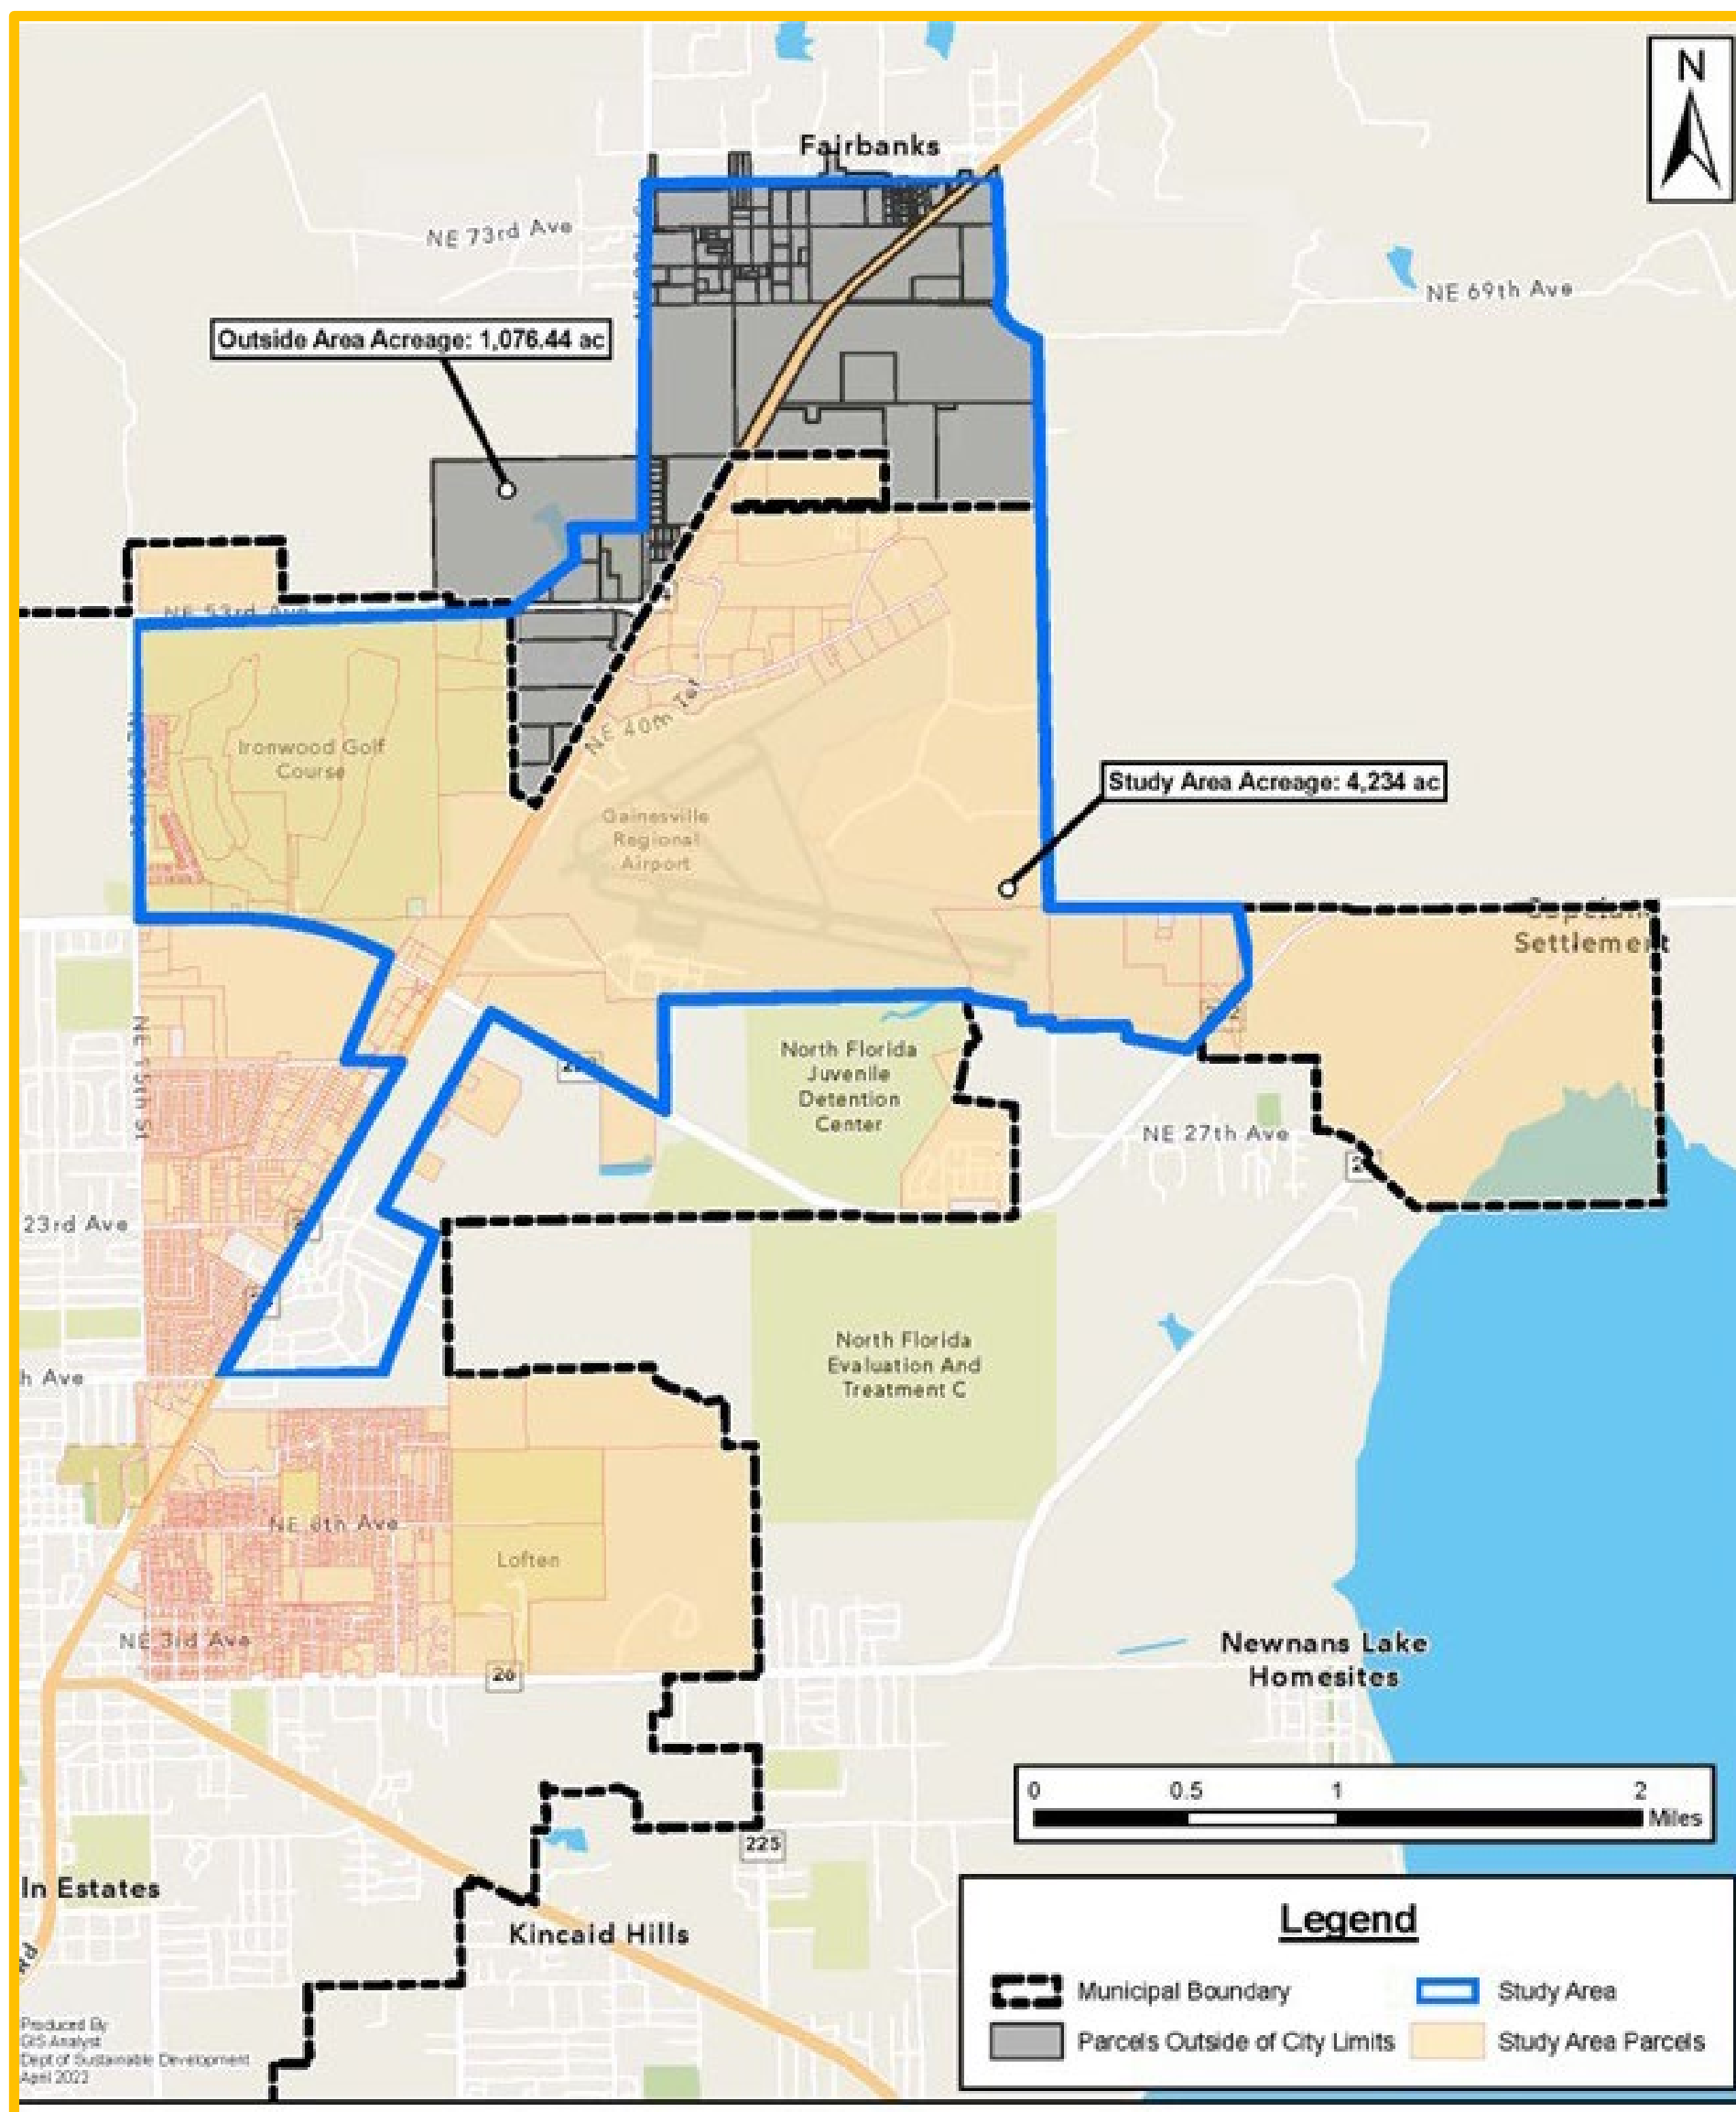 N
Fairbanks
NE 73rd Ave
NE 69th Ave
Outside Area Acreage: 1,076.44 ac
NE 53rd Ave
NE 40th Ter
Ironwood Golf
Course
Gainesville
Regional
Airport
Study Area Acreage: 4,234 ac
Settlement
NE 15th St
North Florida
Juvenile
Detention
Center
NE 27th Ave
23rd Ave
North Florida
Evaluation And
Treatment C
h Ave
NE 8th Ave
Loften
NE 3rd Ave
26
Newnans Lake
Homesites
0 0.5 1 2
Miles
225
ln Estates
Kincaid Hills
Rd
Legend
Municipal Boundary
Study Area
Parcels Outside of City Limits
Study Area Parcels
Produced By
GIS Analyst
Dept of Sustainable Development
April 2022